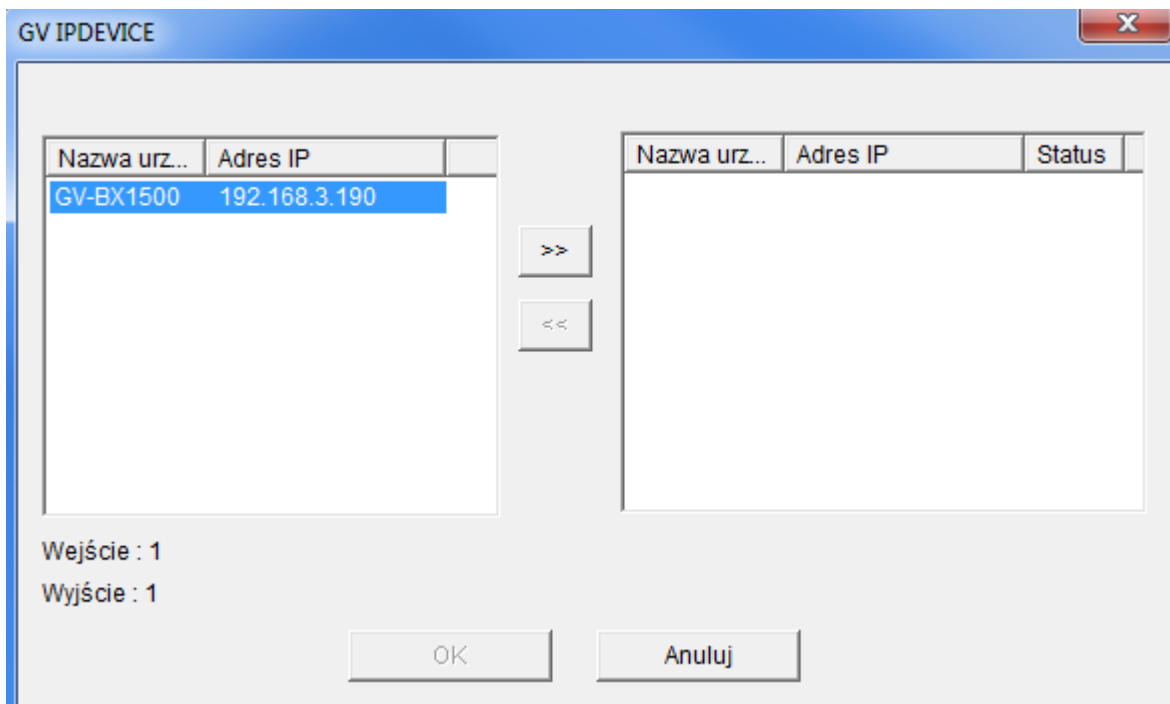 GV IPDEVICE
Nazwa urz... Adres IP
GV-BX1500 192.168.3.190
>>
<<
Nazwa urz... Adres IP Status
Wejście : 1
Wyjście : 1
OK Anuluj